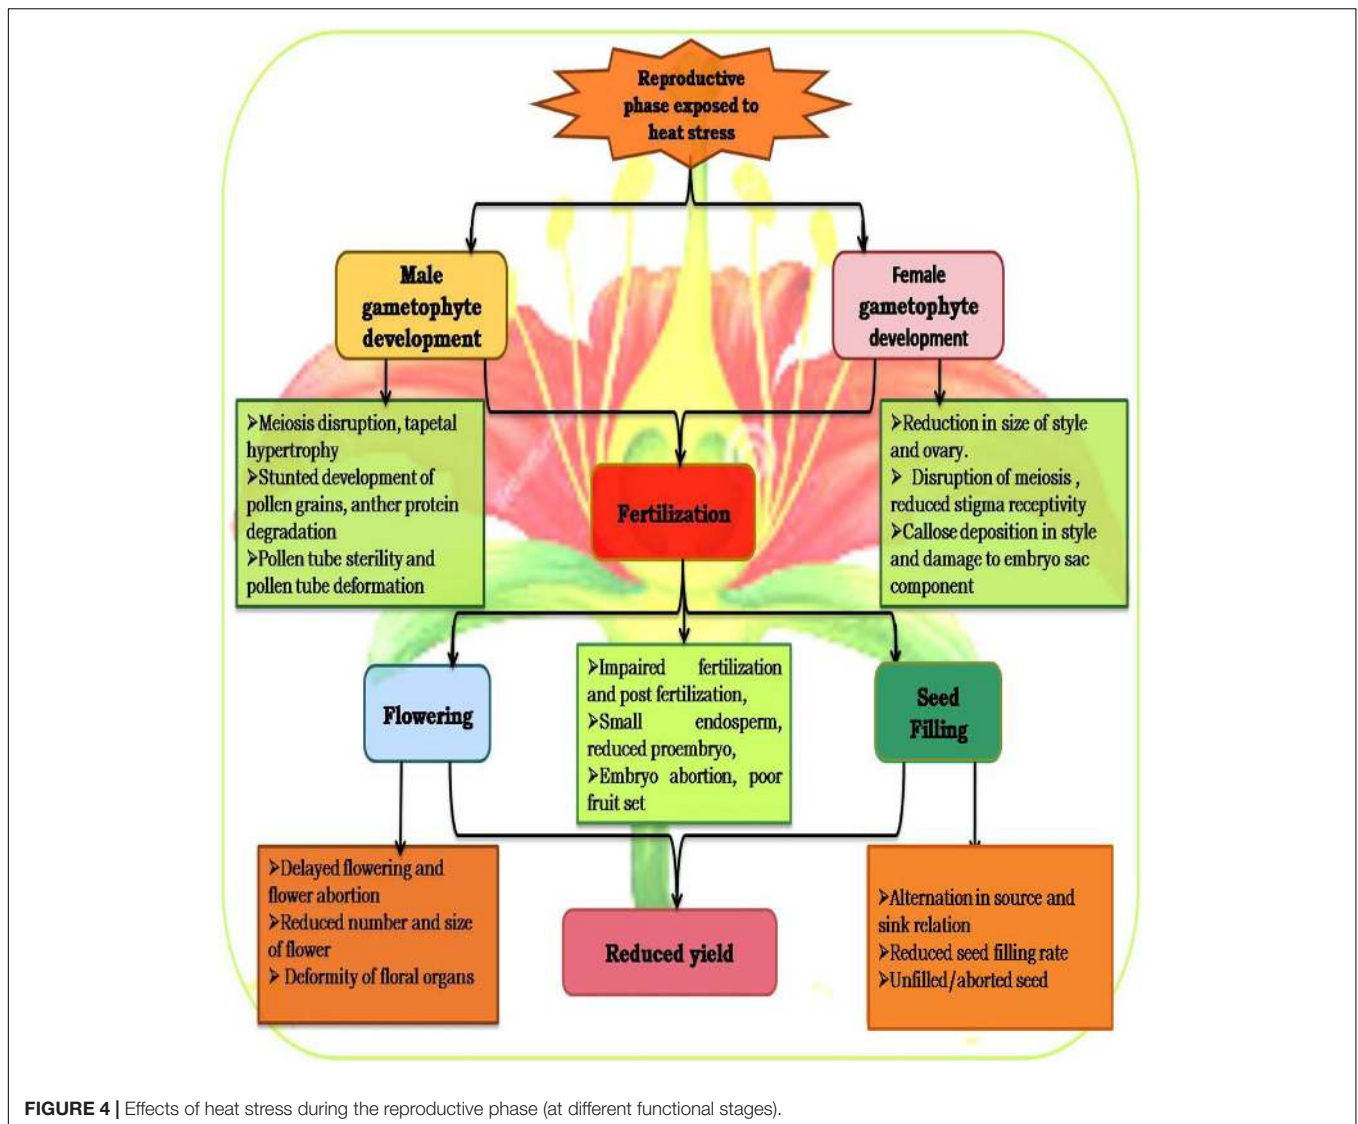 Reproductive
phase exposed to
heat stress
Male
gametophyte
development
Female
gametophyte
development
➤Meiosis disruption, tapetal
hypertrophy
➤Stunted development of
pollen grains, anther protein
degradation
➤Pollen tube sterility and
pollen tube deformation
Fertilization
➤Reduction in size of style
and ovary.
➤ Disruption of meiosis ,
reduced stigma receptivity
➤Callose deposition in style
and damage to embryo sac
component
Flowering
➤Impaired fertilization
and post fertilization,
➤Small endosperm,
reduced proembryo,
➤Embryo abortion, poor
fruit set
Seed
Filling
➤Delayed flowering and
flower abortion
➤Reduced number and size
of flower
➤ Deformity of floral organs
Reduced yield
➤Alternation in source and
sink relation
➤Reduced seed filling rate
➤Unfilled/aborted seed
FIGURE 4 | Effects of heat stress during the reproductive phase (at different functional stages).